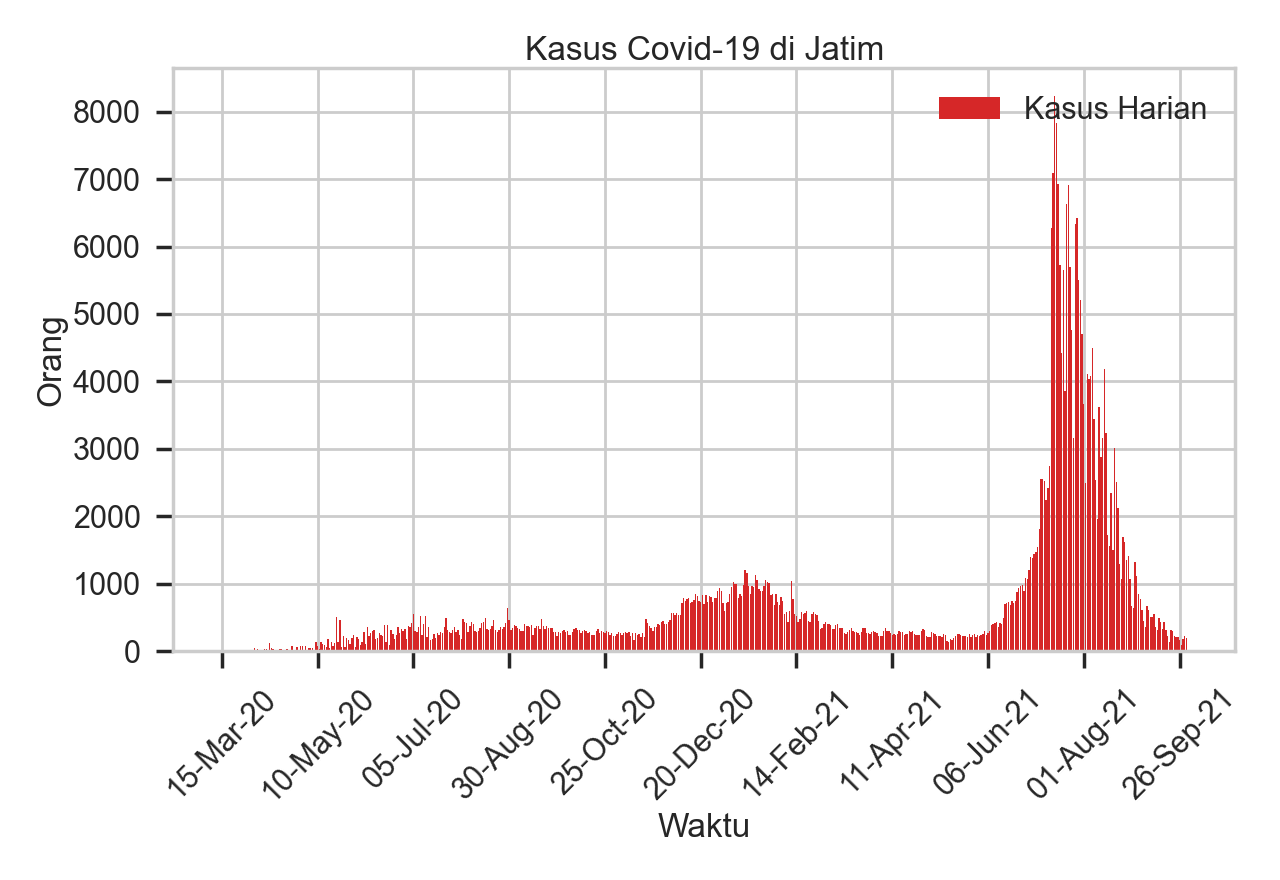 Kasus Covid-19 di Jatim
Kasus Harian
8000
7000
6000
5000
4000
3000
2000
1000
0
Orang
15-Mar-20
10-May-20
05-Jul-20
30-Aug-20
25-Oct-20
20-Dec-20
14-Feb-21
11-Apr-21
06-Jun-21
01-Aug-21
26-Sep-21
Waktu